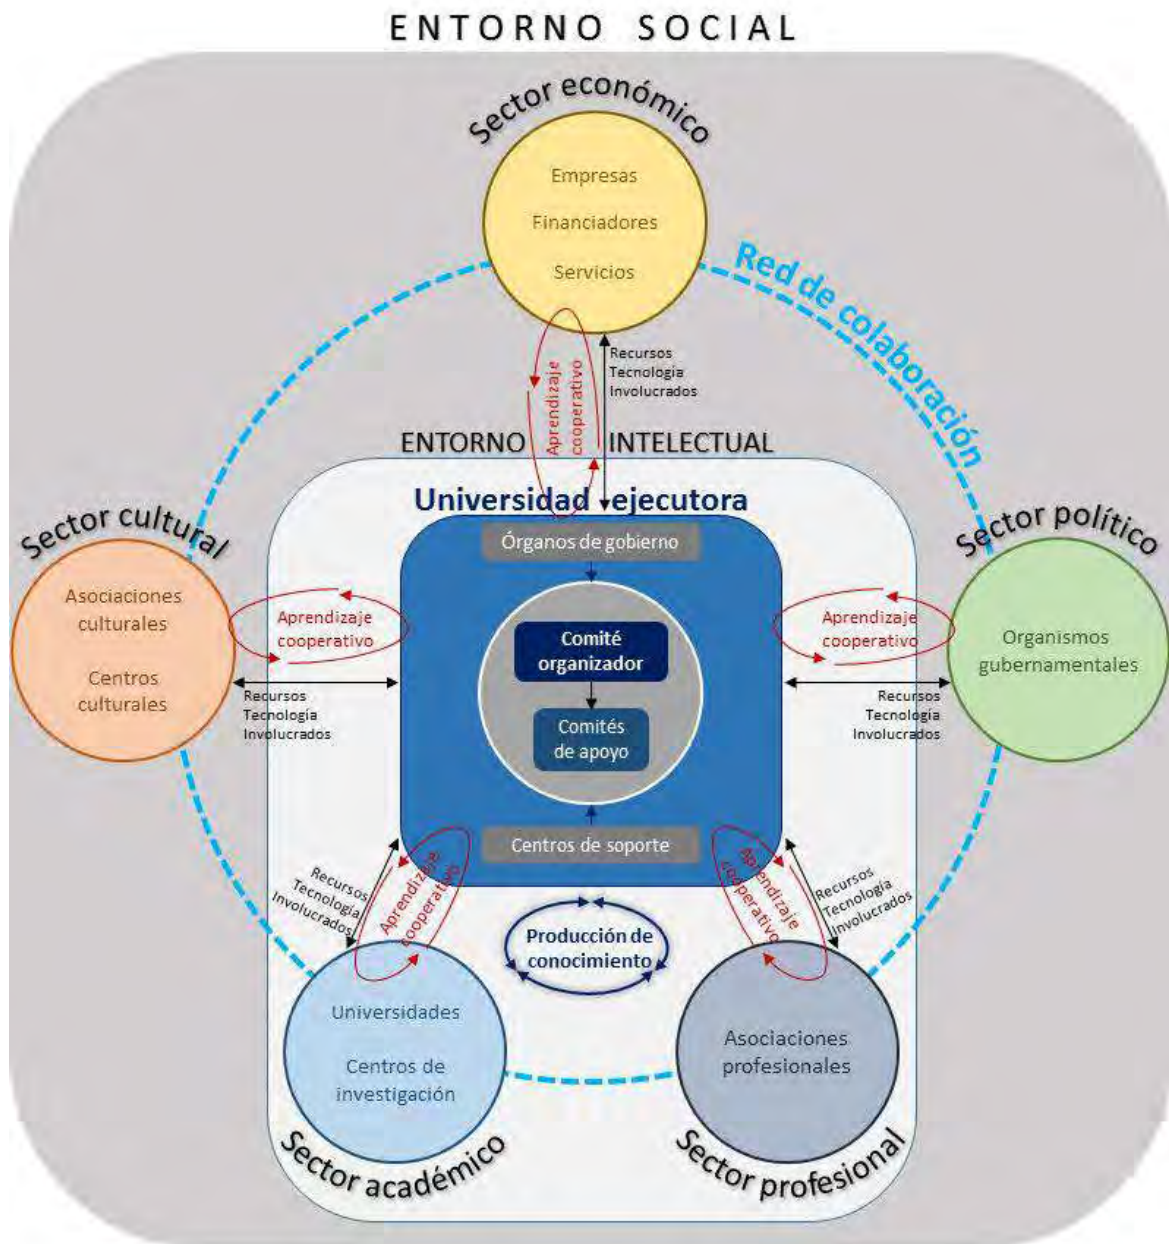 ENTORNO SOCIAL
Sector económico
Empresas
Financiadores
Servicios
Red de colaboración
Aprendizaje
cooperativo
Recursos
Tecnología
Involucrados
ENTORNO INTELECTUAL
Universidad ejecutora
Órganos de gobierno
Sector cultural
Asociaciones
culturales
Centros
culturales
Aprendizaje
cooperativo
Recursos
Tecnología
Involucrados
Comité
organizador
Comités
de apoyo
Sector político
Organismos
gubernamentales
Aprendizaje
cooperativo
Recursos
Tecnología
Involucrados
Centros de soporte
Recursos
Tecnología
Involucrados
Aprendizaje
cooperativo
Producción de
conocimiento
Aprendizaje
cooperativo
Recursos
Tecnología
Involucrados
Universidades
Centros de
investigación
Sector académico
Asociaciones
profesionales
Sector profesional